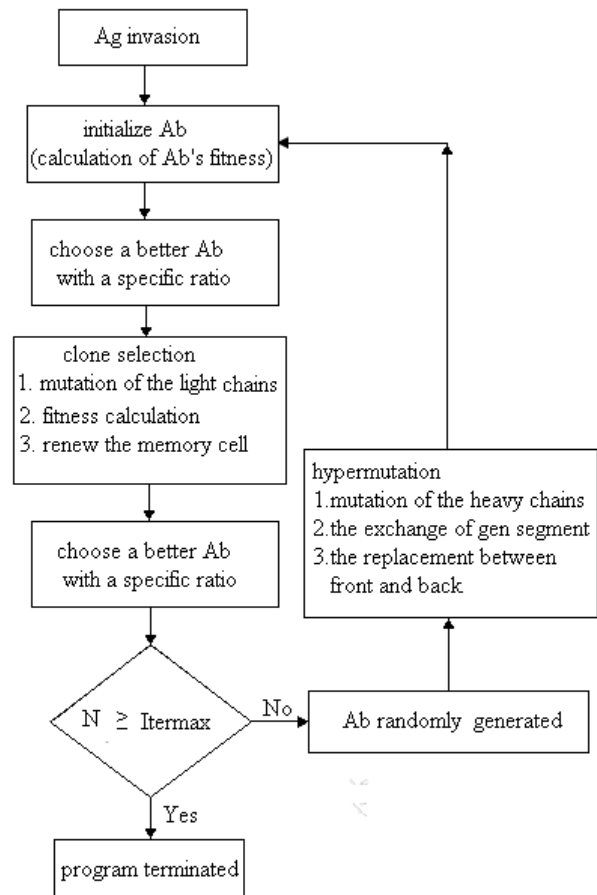 Ag invasion
initialize Ab
(calculation of Ab's fitness)
choose a better Ab
with a specific ratio
clone selection
1. mutation of the light chains
2. fitness calculation
3. renew the memory cell
choose a better Ab
with a specific ratio
N ≥ Itermax
No
Yes
program terminated
Ab randomly generated
hypermutation
1.mutation of the heavy chains
2.the exchange of gen segment
3.the replacement between
front and back